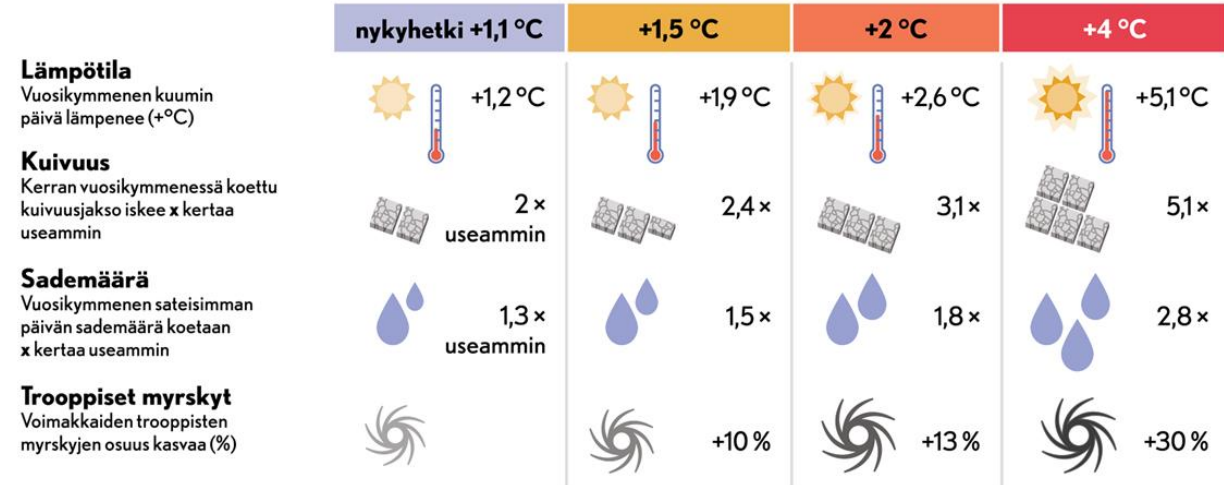 nykyhetki +1,1 °C
+1,5 °C
+2 °C
+4 °C
Lämpötila
Vuosikymmenen kuumin
päivä lämpenee (+°C)
+1,2 °C
+1,9 °C
+2,6 °C
+5,1 °C
Kuivuus
Kerran vuosikymmenessä koettu
kuivuusjakso iskee x kertaa
useammin
2 ×
useammin
2,4 ×
3,1 ×
5,1 ×
Sademäärä
Vuosikymmenen sateisimman
päivän sademäärä koetaan
x kertaa useammin
1,3 ×
useammin
1,5 ×
1,8 ×
2,8 ×
Trooppiset myrskyt
Voimakkaiden trooppisten
myrskyjen osuus kasvaa (%)
+10 %
+13 %
+30 %